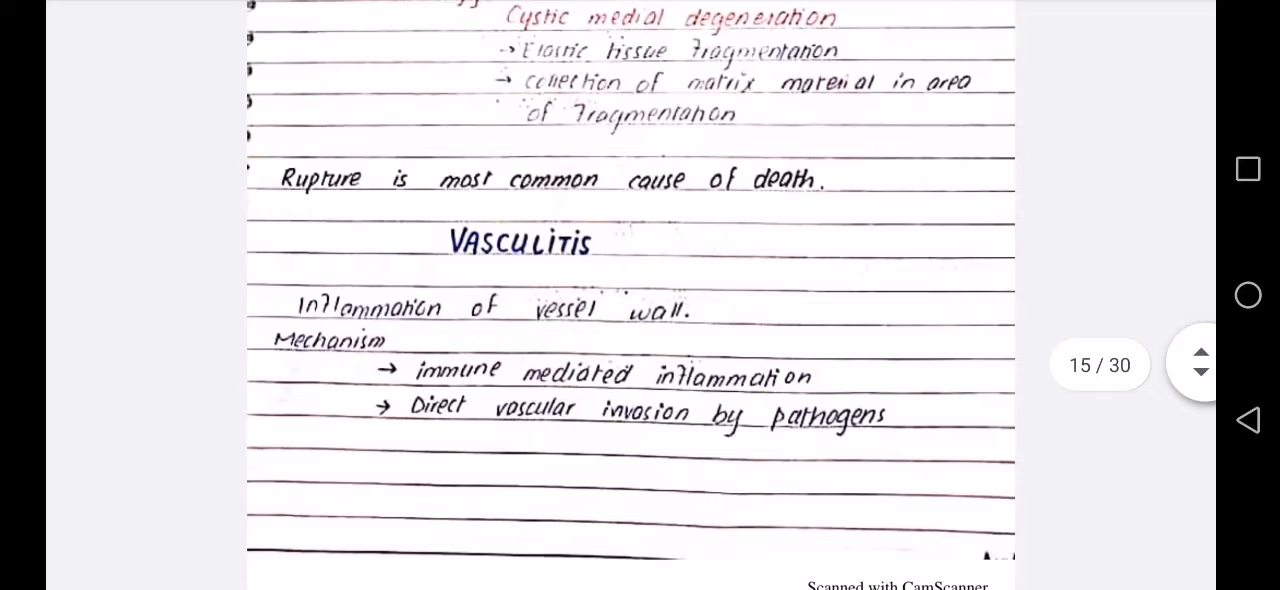 Cystic medial degeneration
→ Elastic tissue fragmentation
→ collection of matrix material in area
of fragmentation
Rupture is most common cause of death.
VASCULITIS
Inflammation of vessel wall.
Mechanism
→ immune mediated inflammation
→ Direct vascular invasion by pathogens
15 / 30
Scanned with CamScanner